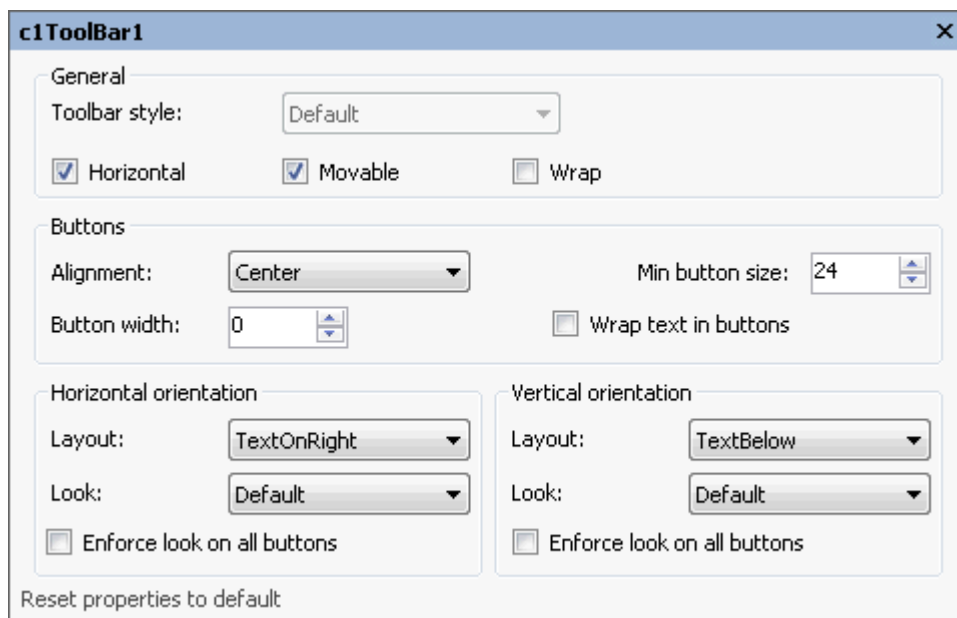 c1ToolBar1
General
Toolbar style: Default
Horizontal Movable Wrap
Buttons
Alignment: Center Min button size: 24
Button width: 0 Wrap text in buttons
Horizontal orientation Vertical orientation
Layout: TextOnRight Layout: TextBelow
Look: Default Look: Default
Enforce look on all buttons Enforce look on all buttons
Reset properties to default